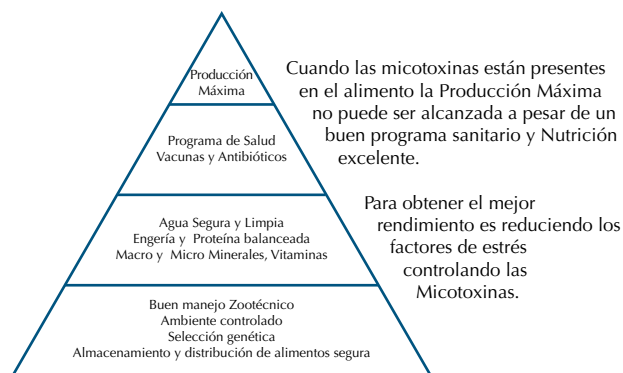 Producción
Máxima
Programa de Salud
Vacunas y Antibióticos
Agua Segura y Limpia
Engería y Proteína balanceada
Macro y Micro Minerales, Vitaminas
Buen manejo Zootécnico
Ambiente controlado
Selección genética
Almacenamiento y distribución de alimentos segura
Cuando las micotoxinas están presentes
en el alimento la Producción Máxima
no puede ser alcanzada a pesar de un
buen programa sanitario y Nutrición
excelente.
Para obtener el mejor
rendimiento es reduciendo los
factores de estrés
controlando las
Micotoxinas.